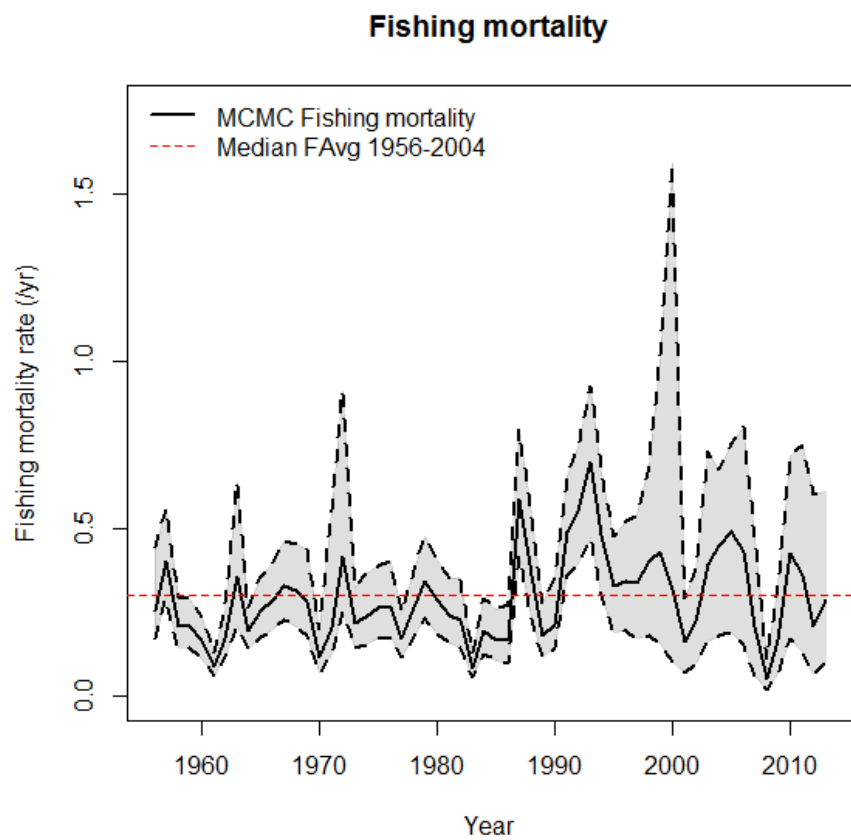 Fishing mortality
MCMC Fishing mortality
Median FAvg 1956-2004
Fishing mortality rate (/yr)
1.5
1.0
0.5
0.0
1960 1970 1980 1990 2000 2010
Year